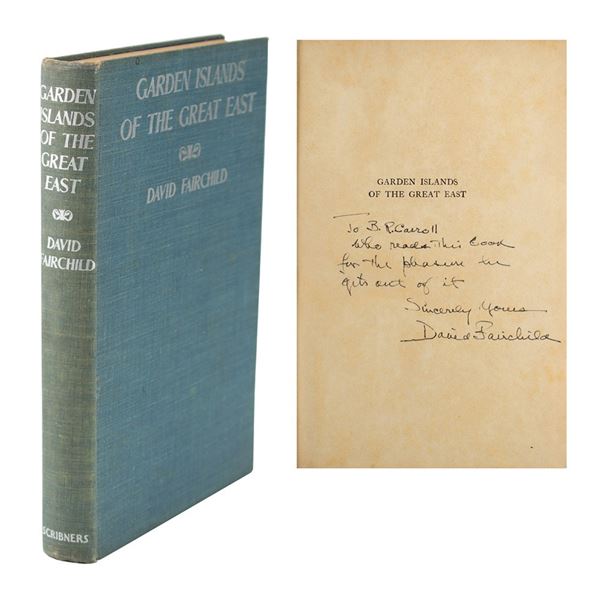 GARDEN
ISLANDS
OF THE
GREAT
EAST
DAVID
FAIRCHILD
SCRIBNERS
GARDEN ISLANDS
OF THE GREAT EAST
DAVID FAIRCHILD
GARDEN ISLANDS
OF THE GREAT EAST
To B. P. Carroll
who reads this book
for the pleasure he
gets out of it
Sincerely Yours
David Fairchild